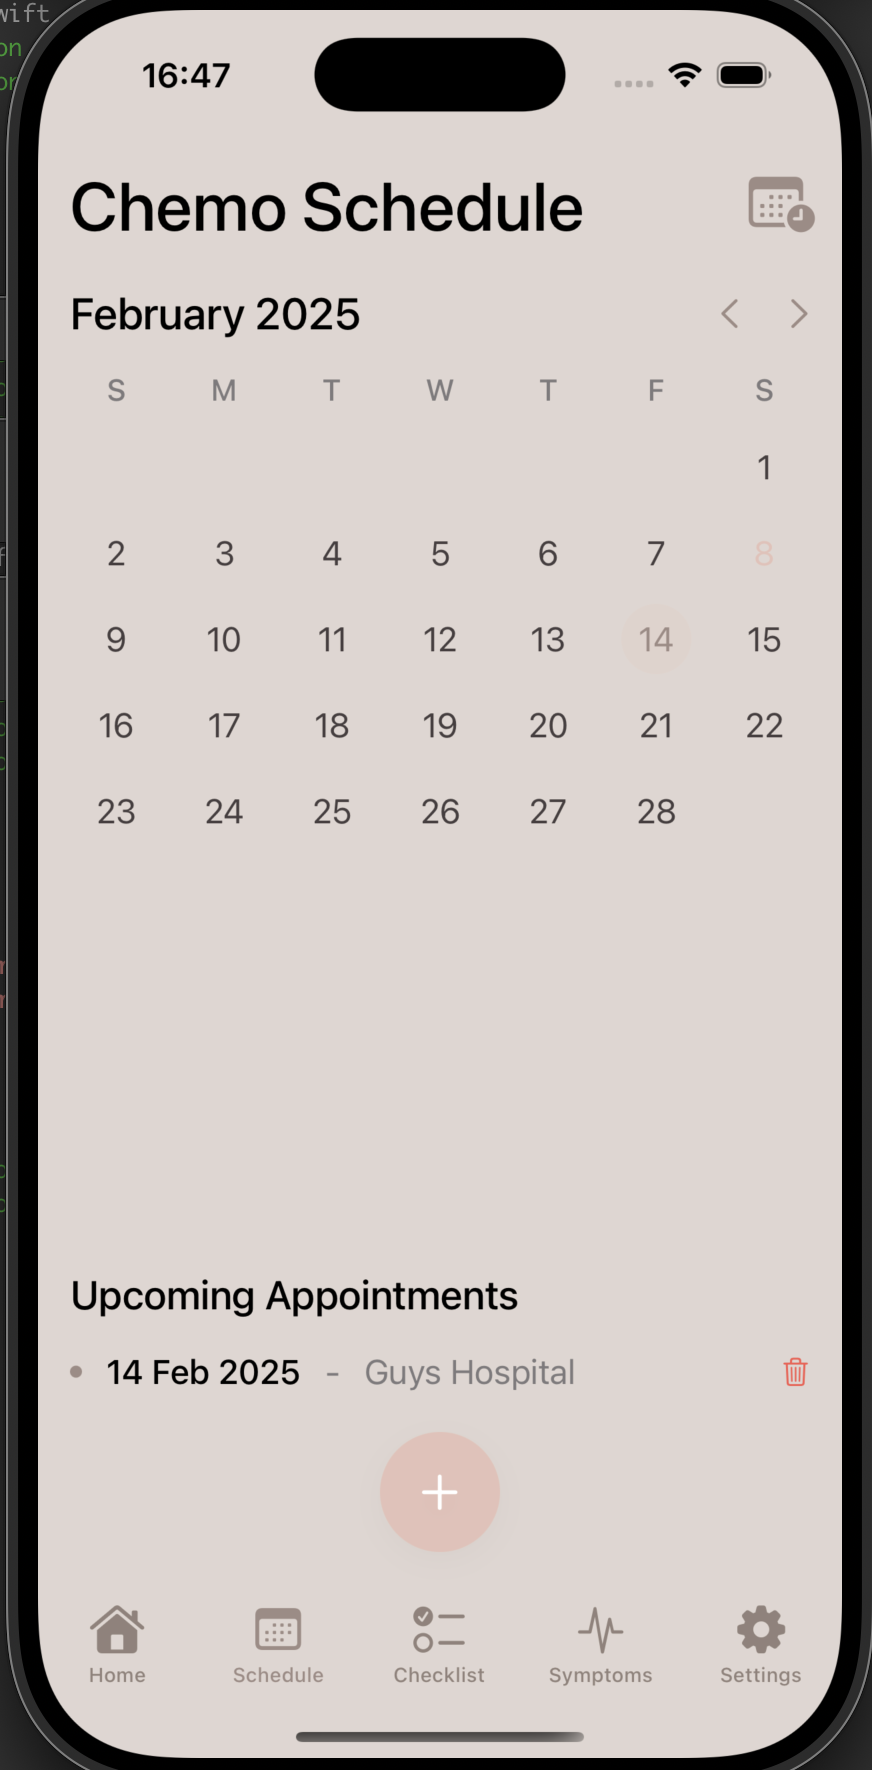 wift
on
16:47
Chemo Schedule
February 2025
S M T W T F S
1
2 3 4 5 6 7 8
9 10 11 12 13 14 15
16 17 18 19 20 21 22
23 24 25 26 27 28
Upcoming Appointments
14 Feb 2025 - Guys Hospital
Home Schedule Checklist Symptoms Settings